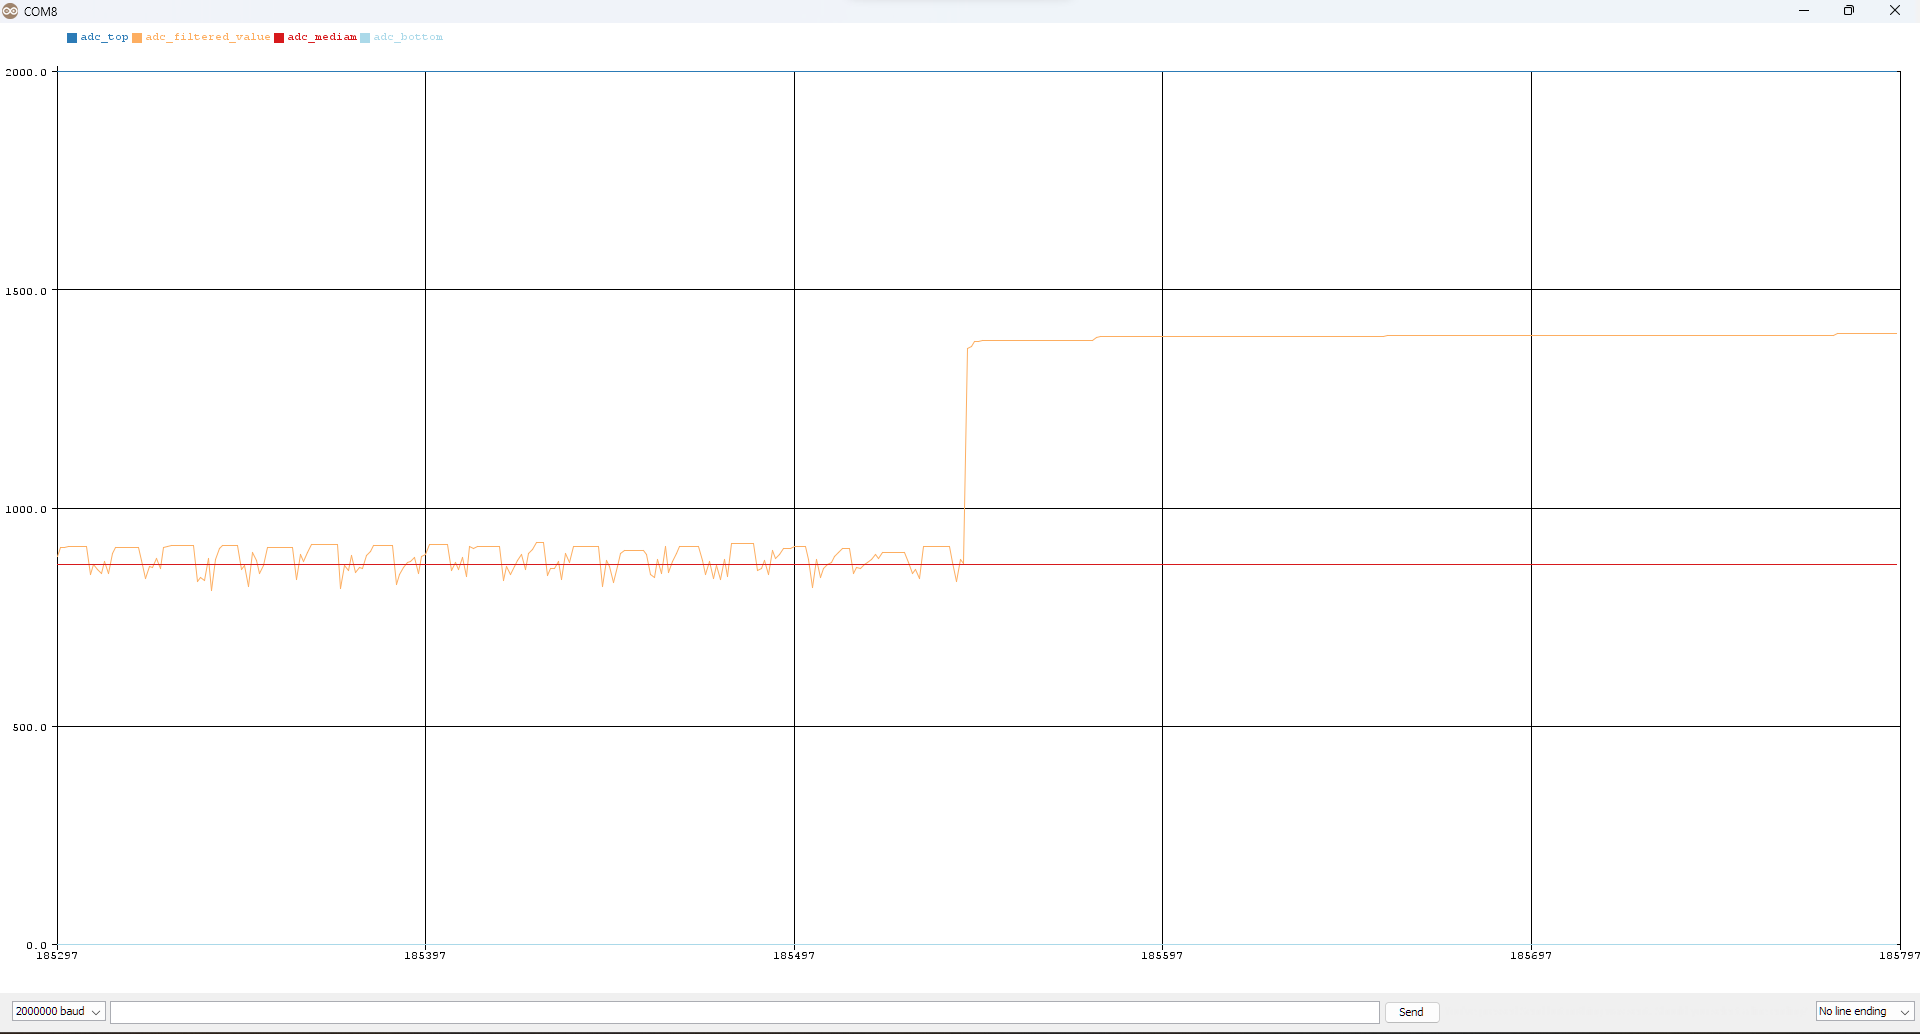 COM8
adc_top adc_filtered_value adc_mediam adc_bottom
2000.0
1500.0
1000.0
500.0
0.0
185297 185397 185497 185597 185697 185797
2000000 baud Send No line ending